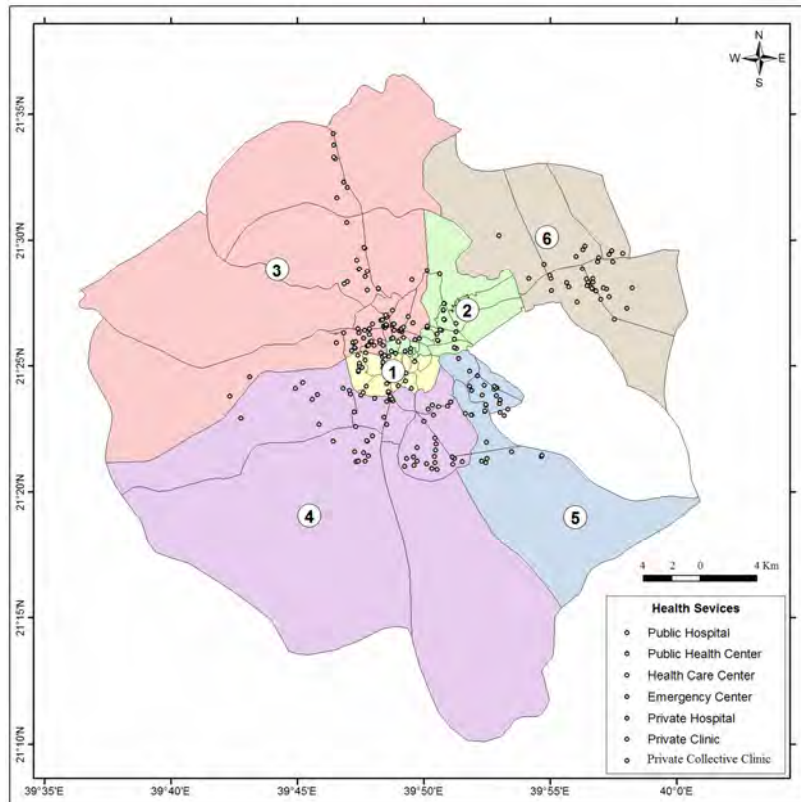 N
W E
S
21°35'N
21°30'N
21°25'N
21°20'N
21°15'N
21°10'N
6
3
2
1
4
5
4 2 0 4 Km
Health Sevices
Public Hospital
Public Health Center
Health Care Center
Emergency Center
Private Hospital
Private Clinic
Private Collective Clinic
39°35'E 39°40'E 39°45'E 39°50'E 39°55'E 40°0'E